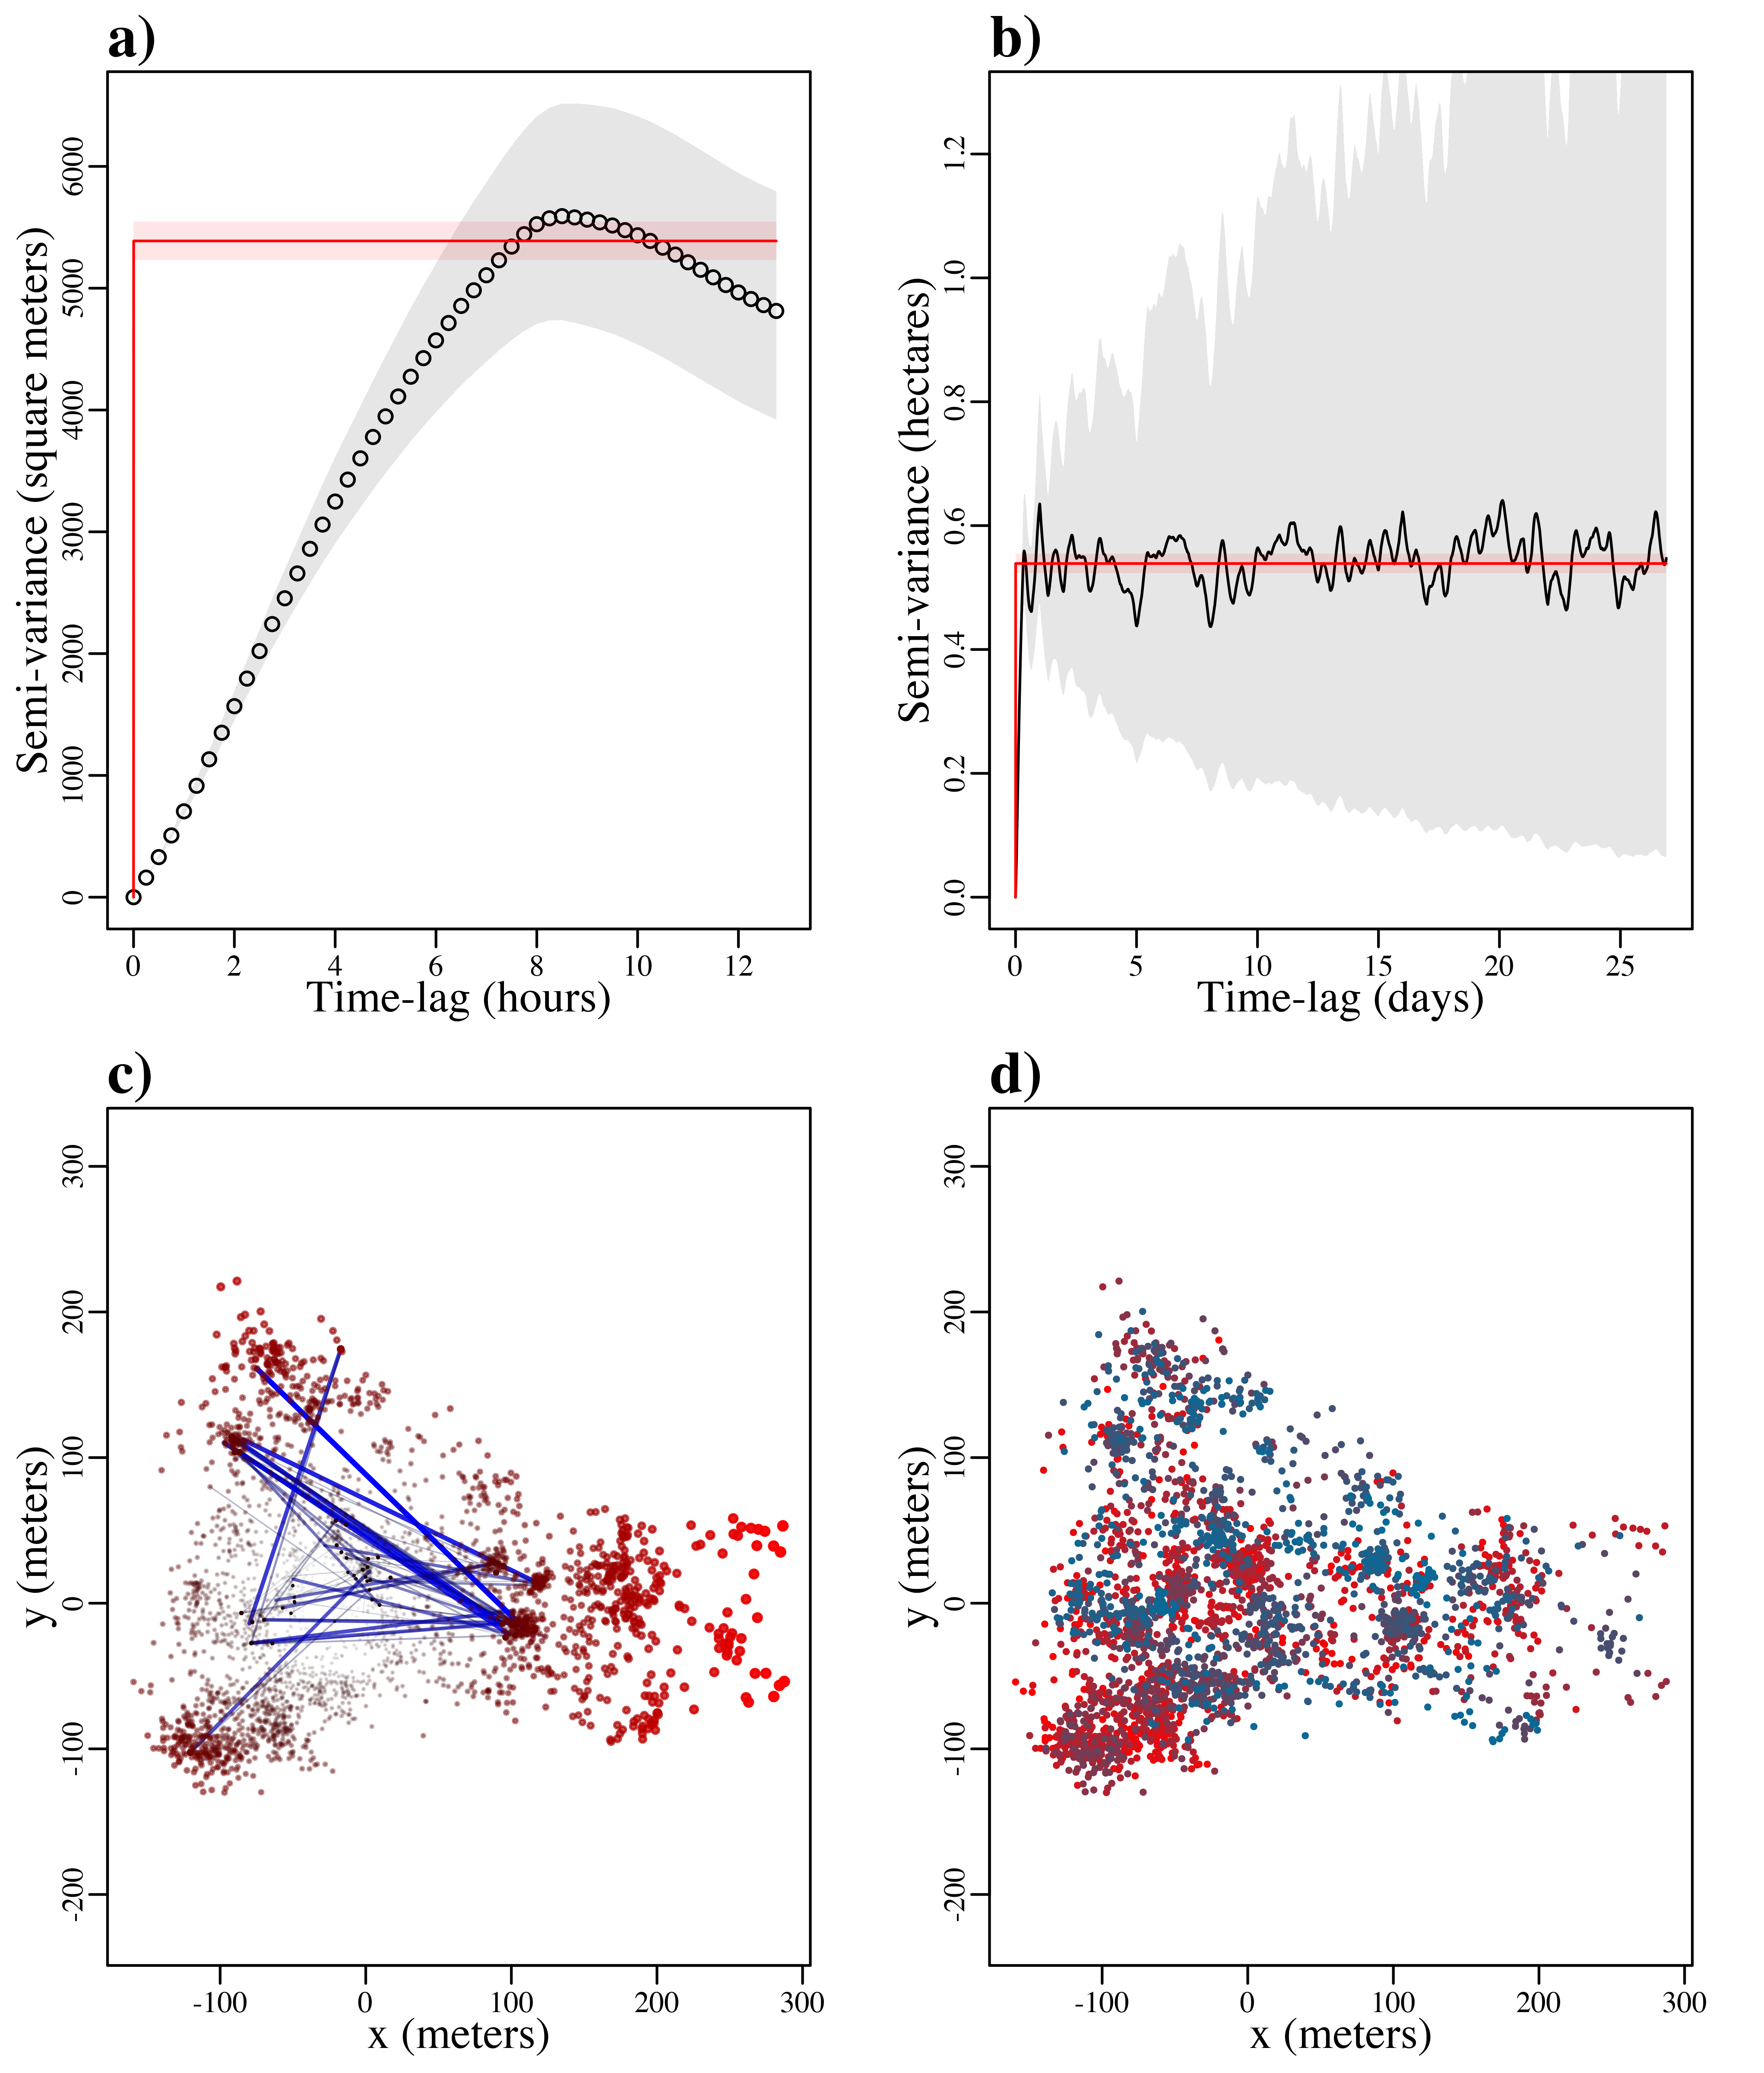 a)
Semi-variance (square meters)
6000
5000
4000
3000
2000
1000
0
0 2 4 6 8 10 12
Time-lag (hours)
b)
Semi-variance (hectares)
1.2
1.0
0.8
0.6
0.4
0.2
0.0
0 5 10 15 20 25
Time-lag (days)
c)
y (meters)
300
200
100
0
-100
-200
-100 0 100 200 300
x (meters)
d)
y (meters)
300
200
100
0
-100
-200
-100 0 100 200 300
x (meters)